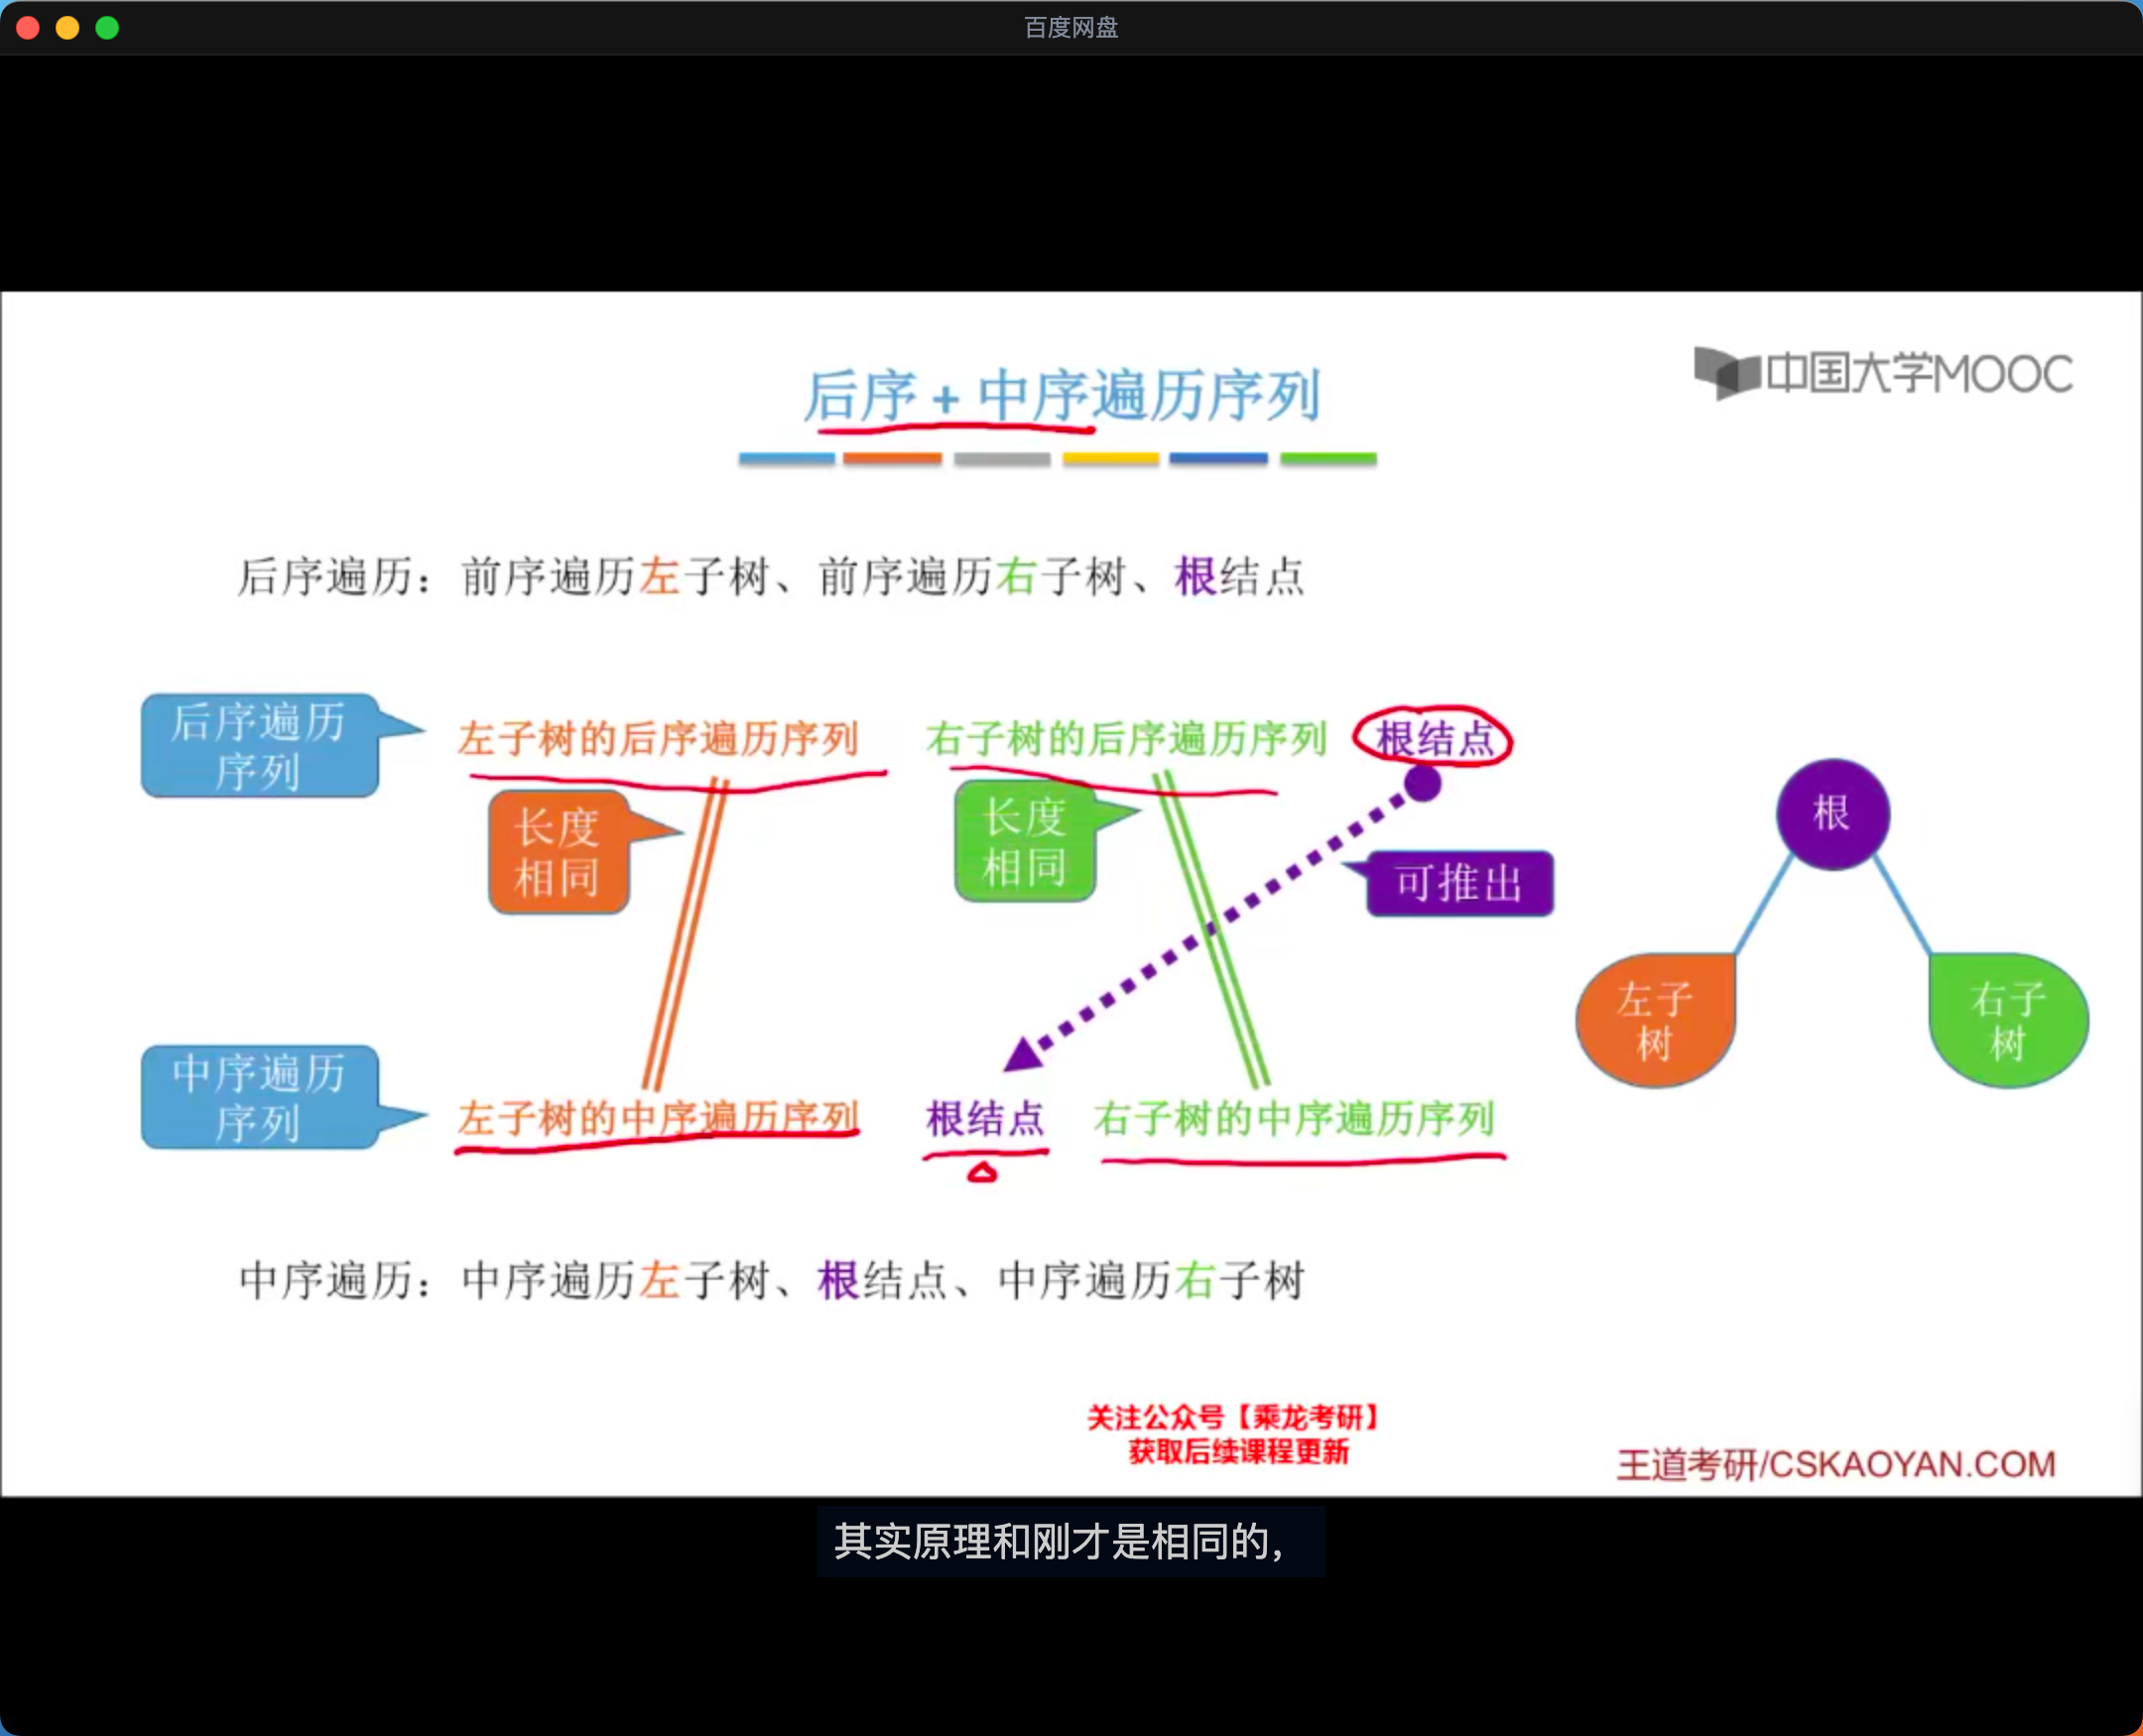 百度网盘
中国大学MOOC
后序 + 中序遍历序列
后序遍历：前序遍历左子树、前序遍历右子树、根结点
后序遍历
序列
左子树的后序遍历序列 右子树的后序遍历序列 根结点
长度
相同
长度
相同
可推出
根
左子
树
右子
树
中序遍历
序列
左子树的中序遍历序列 根结点 右子树的中序遍历序列
中序遍历：中序遍历左子树、根结点、中序遍历右子树
关注公众号【乘龙考研】
获取后续课程更新
王道考研/CSKAOYAN.COM
其实原理和刚才是相同的，